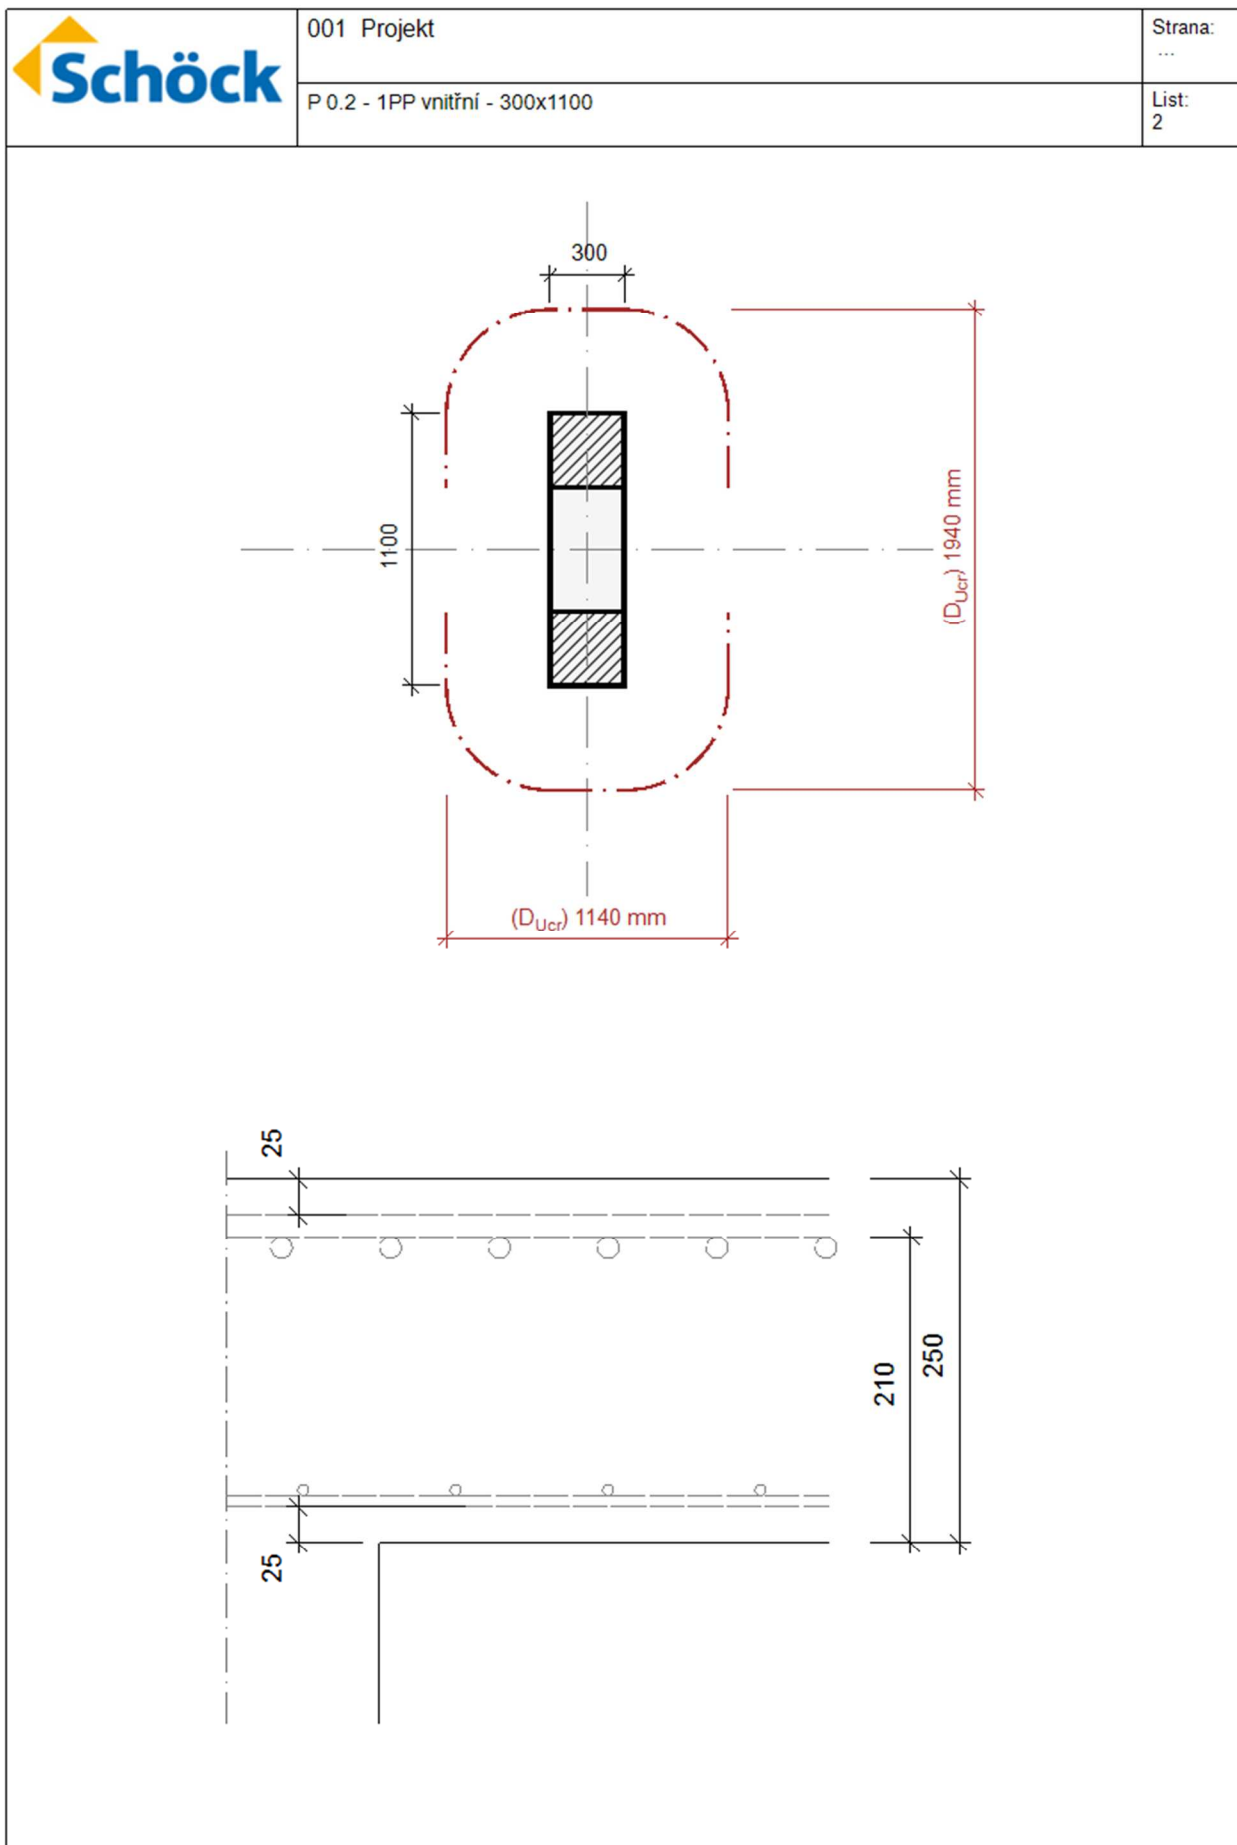 Schöck
001 Projekt
Strana:
...
P 0.2 - 1PP vnitřní - 300x1100
List:
2
300
1100
(DUcr) 1940 mm
(DUcr) 1140 mm
25
210
250
25